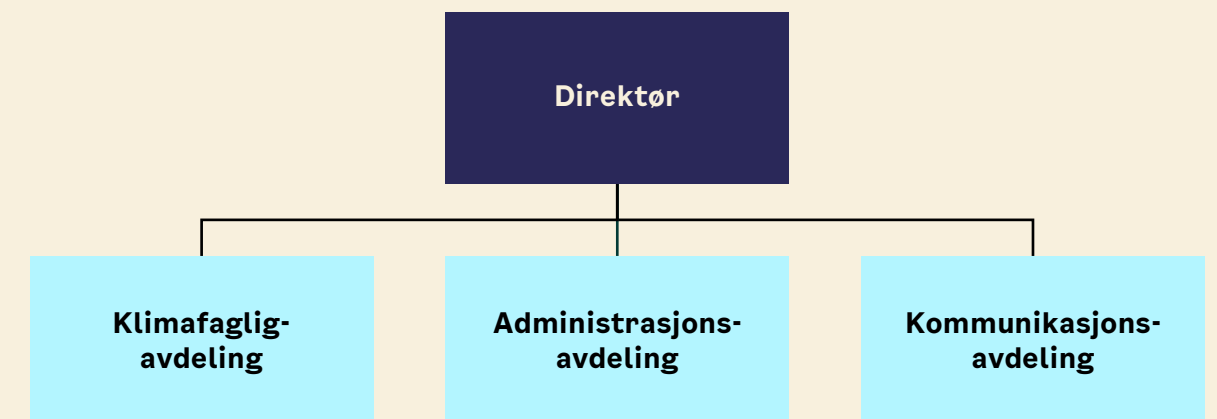 Direktør
Klimafaglig-
avdeling
Administrasjons-
avdeling
Kommunikasjons-
avdeling